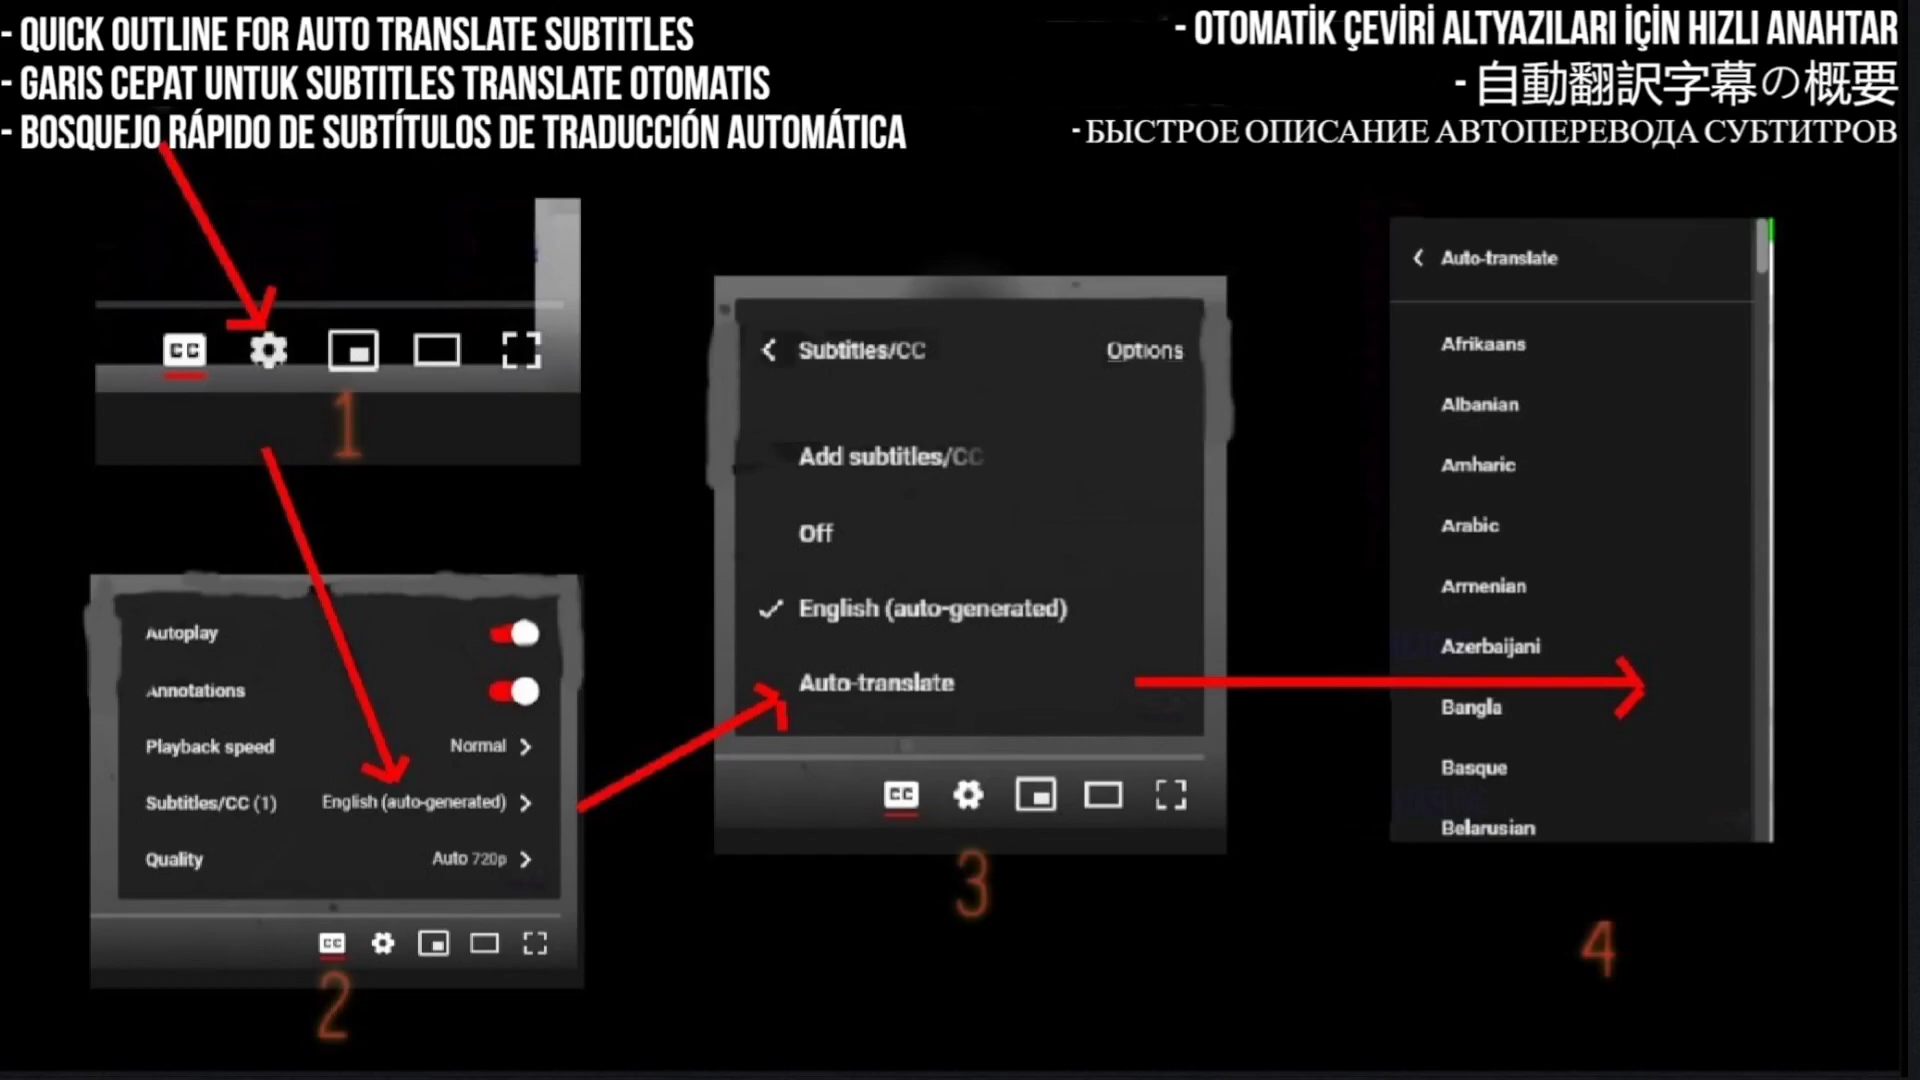 - QUICK OUTLINE FOR AUTO TRANSLATE SUBTITLES
- GARIS CEPAT UNTUK SUBTITLES TRANSLATE OTOMATIS
- BOSQUEJO RÁPIDO DE SUBTÍTULOS DE TRADUCCIÓN AUTOMÁTICA
- OTOMATİK ÇEVİRİ ALTYAZILARI İÇİN HIZLI ANAHTAR
- 自動翻訳字幕の概要
- БЫСТРОЕ ОПИСАНИЕ АВТОПЕРЕВОДА СУБТИТРОВ
CC
1
Autoplay
Annotations
Playback speed Normal
Subtitles/CC (1) English (auto-generated)
Quality Auto 720p
CC
2
Subtitles/CC Options
Add subtitles/CC
Off
English (auto-generated)
Auto-translate
CC
3
Auto-translate
Afrikaans
Albanian
Amharic
Arabic
Armenian
Azerbaijani
Bangla
Basque
Belarusian
4